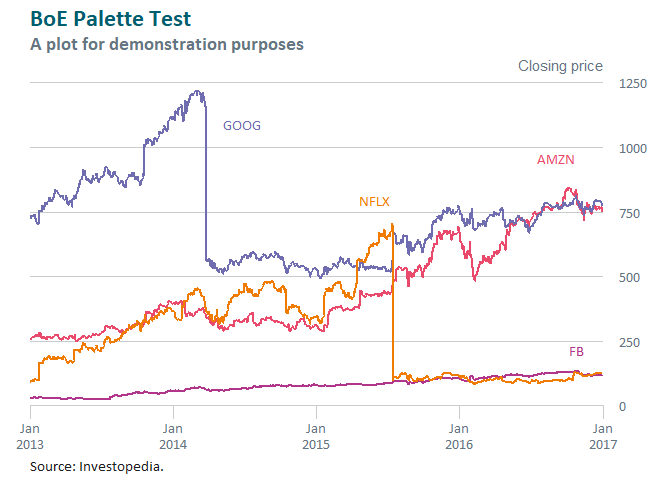 BoE Palette Test
A plot for demonstration purposes
Closing price
1250
GOOG
1000
AMZN
NFLX
750
500
250
FB
0
Jan Jan Jan Jan Jan
2013 2014 2015 2016 2017
Source: Investopedia.